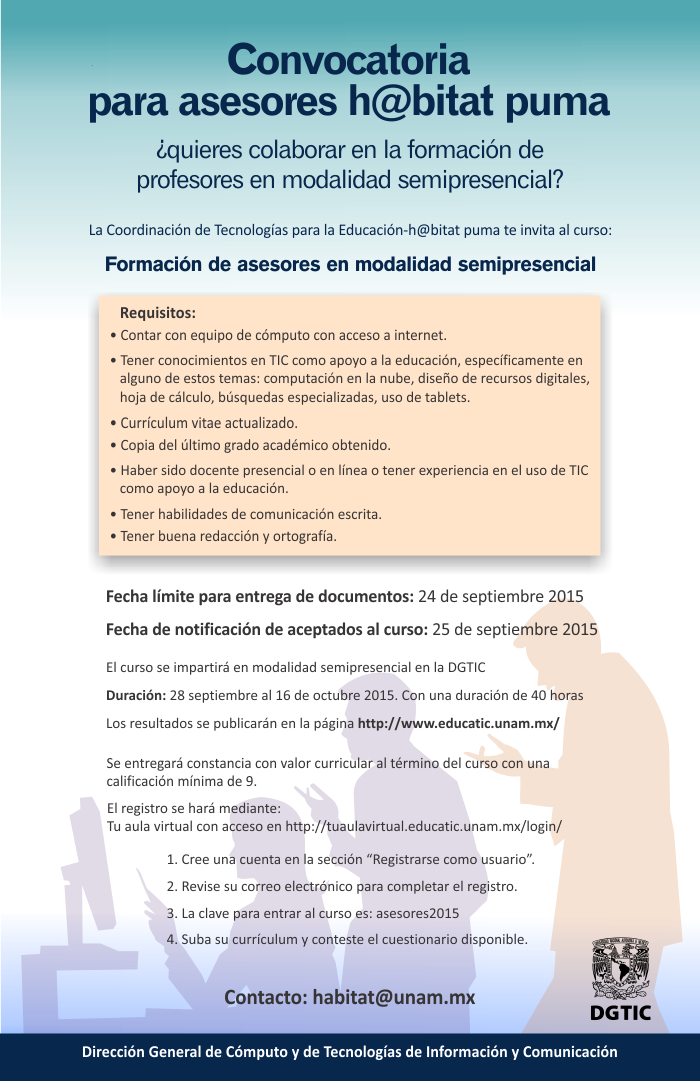 Convocatoria
para asesores h@bitat puma
¿quieres colaborar en la formación de
profesores en modalidad semipresencial?
La Coordinación de Tecnologías para la Educación-h@bitat puma te invita al curso:
Formación de asesores en modalidad semipresencial
Requisitos:
• Contar con equipo de cómputo con acceso a internet.
• Tener conocimientos en TIC como apoyo a la educación, específicamente en
alguno de estos temas: computación en la nube, diseño de recursos digitales,
hoja de cálculo, búsquedas especializadas, uso de tablets.
• Currículum vitae actualizado.
• Copia del último grado académico obtenido.
• Haber sido docente presencial o en línea o tener experiencia en el uso de TIC
como apoyo a la educación.
• Tener habilidades de comunicación escrita.
• Tener buena redacción y ortografía.
Fecha límite para entrega de documentos: 24 de septiembre 2015
Fecha de notificación de aceptados al curso: 25 de septiembre 2015
El curso se impartirá en modalidad semipresencial en la DGTIC
Duración: 28 septiembre al 16 de octubre 2015. Con una duración de 40 horas
Los resultados se publicarán en la página http://www.educatic.unam.mx/
Se entregará constancia con valor curricular al término del curso con una
calificación mínima de 9.
El registro se hará mediante:
Tu aula virtual con acceso en http://tuaulavirtual.educatic.unam.mx/login/
1. Cree una cuenta en la sección “Registrarse como usuario”.
2. Revise su correo electrónico para completar el registro.
3. La clave para entrar al curso es: asesores2015
4. Suba su currículum y conteste el cuestionario disponible.
Contacto: habitat@unam.mx
DGTIC
Dirección General de Cómputo y de Tecnologías de Información y Comunicación